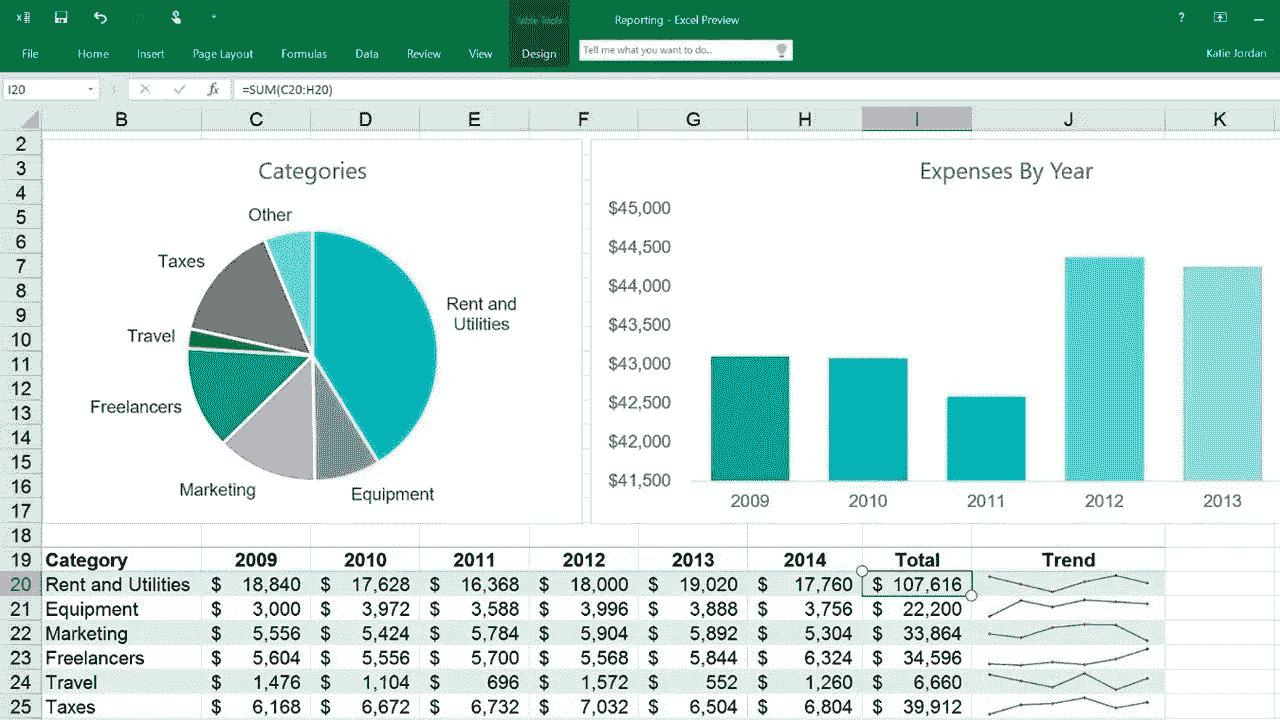 Table Tools
Reporting - Excel Preview
?
File Home Insert Page Layout Formulas Data Review View Design Tell me what you want to do... Katie Jordan
I20 fx =SUM(C20:H20)
B C D E F G H I J K
2
3
4
5
6
7
8
9
10
11
12
13
14
15
16
17
18
Categories
Other
Taxes
Travel
Freelancers
Marketing
Equipment
Rent and
Utilities
Expenses By Year
$45,000
$44,500
$44,000
$43,500
$43,000
$42,500
$42,000
$41,500
2009 2010 2011 2012 2013
19 Category 2009 2010 2011 2012 2013 2014 Total Trend
20 Rent and Utilities $ 18,840 $ 17,628 $ 16,368 $ 18,000 $ 19,020 $ 17,760 $ 107,616
21 Equipment $ 3,000 $ 3,972 $ 3,588 $ 3,996 $ 3,888 $ 3,756 $ 22,200
22 Marketing $ 5,556 $ 5,424 $ 5,784 $ 5,904 $ 5,892 $ 5,304 $ 33,864
23 Freelancers $ 5,604 $ 5,556 $ 5,700 $ 5,568 $ 5,844 $ 6,324 $ 34,596
24 Travel $ 1,476 $ 1,104 $ 696 $ 1,572 $ 552 $ 1,260 $ 6,660
25 Taxes $ 6,168 $ 6,672 $ 6,732 $ 7,032 $ 6,504 $ 6,804 $ 39,912